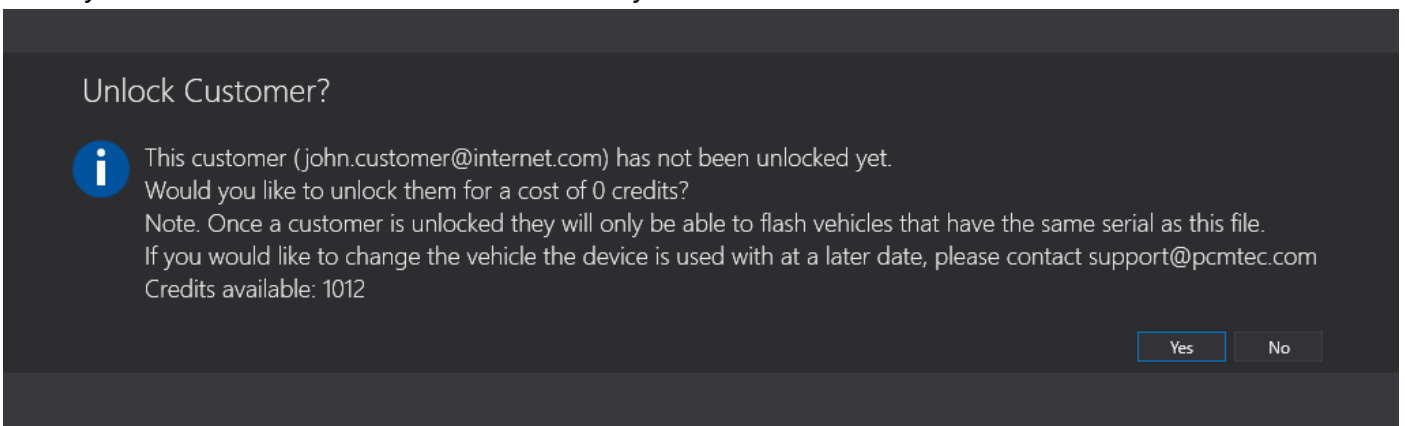 Unlock Customer?
This customer (john.customer@internet.com) has not been unlocked yet.
Would you like to unlock them for a cost of 0 credits?
Note. Once a customer is unlocked they will only be able to flash vehicles that have the same serial as this file.
If you would like to change the vehicle the device is used with at a later date, please contact support@pcmtec.com
Credits available: 1012
Yes No